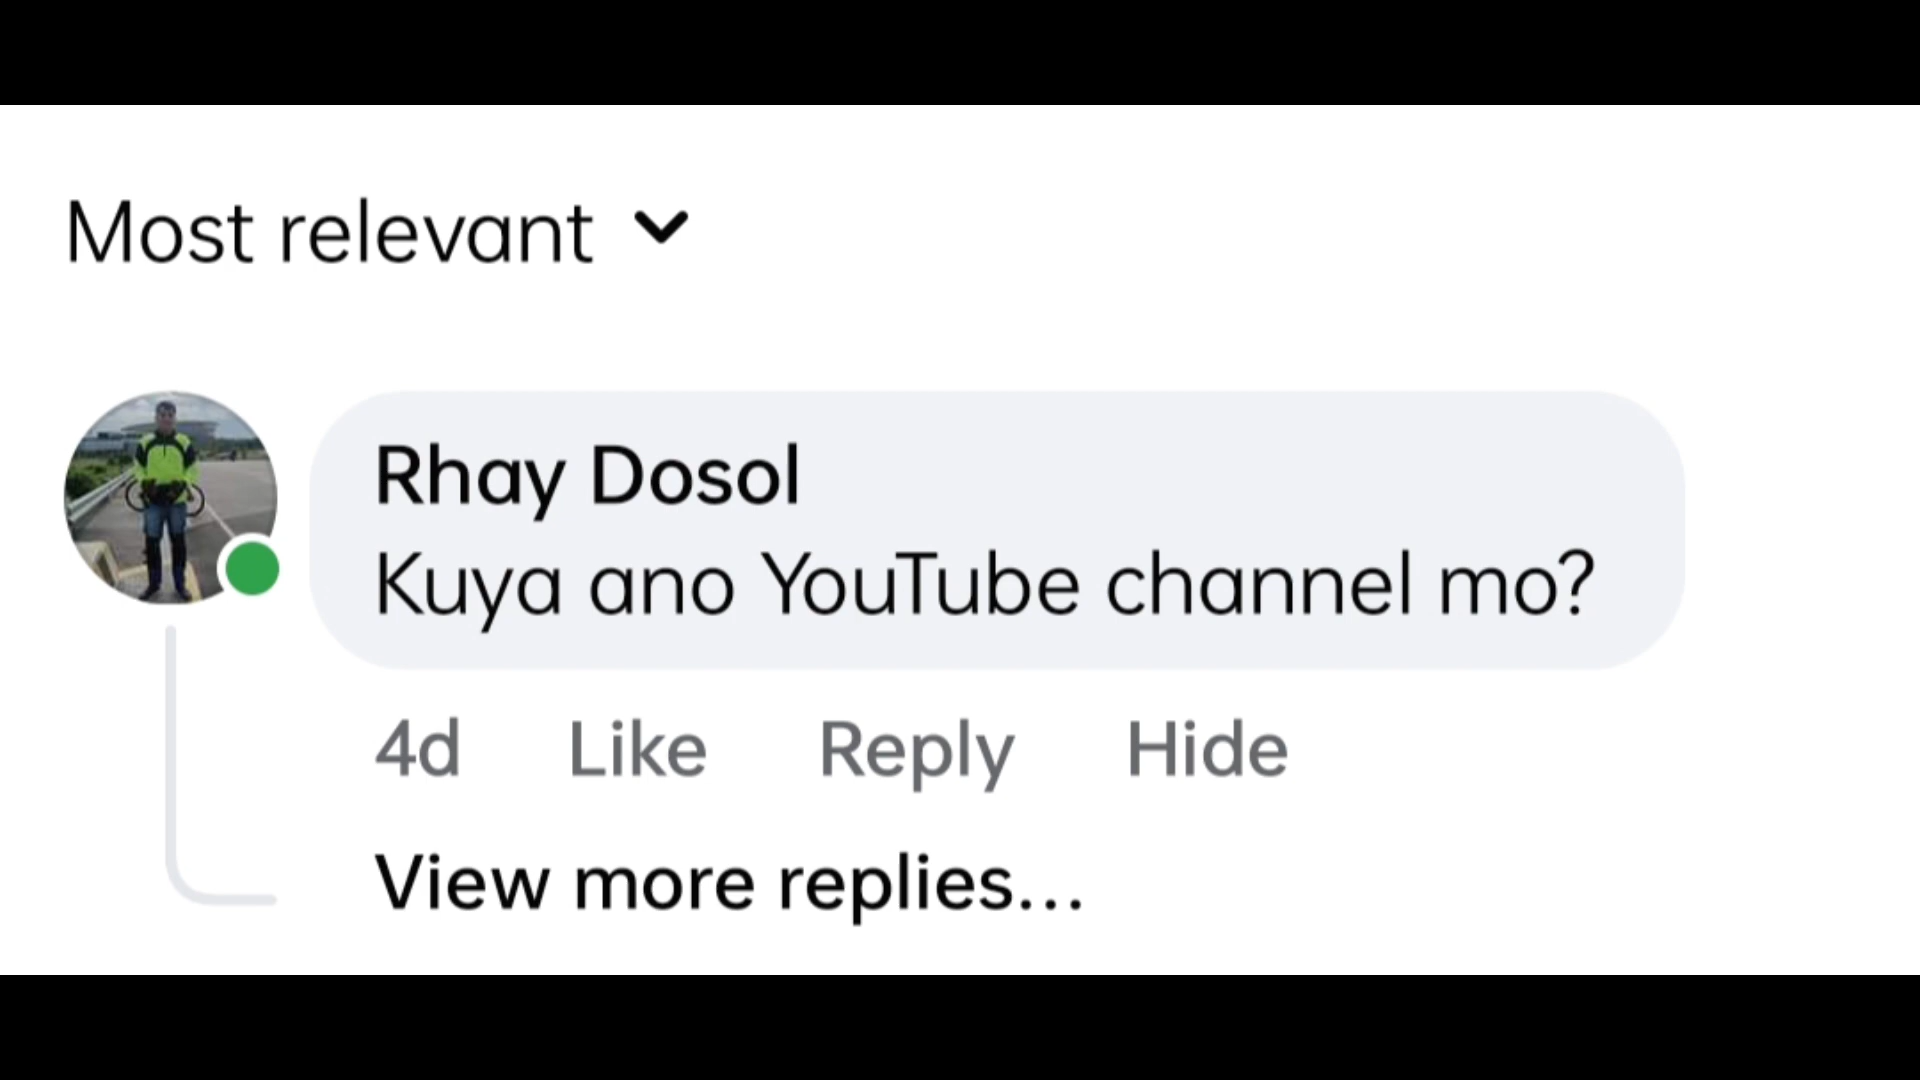 Most relevant
Rhay Dosol
Kuya ano YouTube channel mo?
4d Like Reply Hide
View more replies...